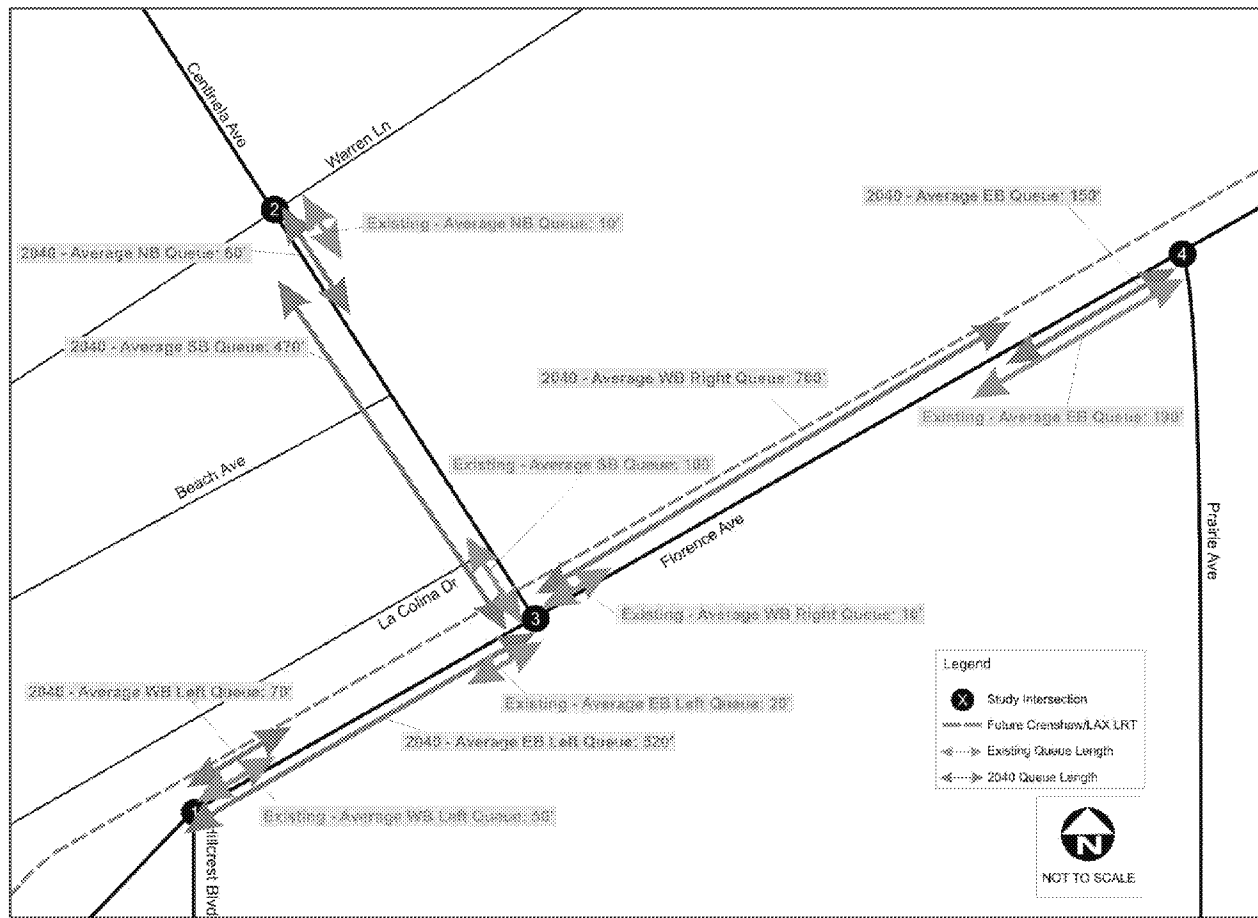 Centinela Ave
Warren Ln
2
Existing - Average NB Queue: 10'
2040 - Average NB Queue: 60'
2040 - Average EB Queue: 150'
4
2040 - Average SB Queue: 470'
2040 - Average WB Right Queue: 760'
Existing - Average EB Queue: 190'
Beach Ave
Existing - Average SB Queue: 100
Florence Ave
Prairie Ave
La Colina Dr
3
Existing - Average WB Right Queue: 16'
2040 - Average WB Left Queue: 70'
Existing - Average EB Left Queue: 20'
2040 - Average EB Left Queue: 520'
Existing - Average WB Left Queue: 50'
Hillcrest Blvd
Legend
X Study Intersection
Future Crenshaw/LAX LRT
Existing Queue Length
2040 Queue Length
N
NOT TO SCALE